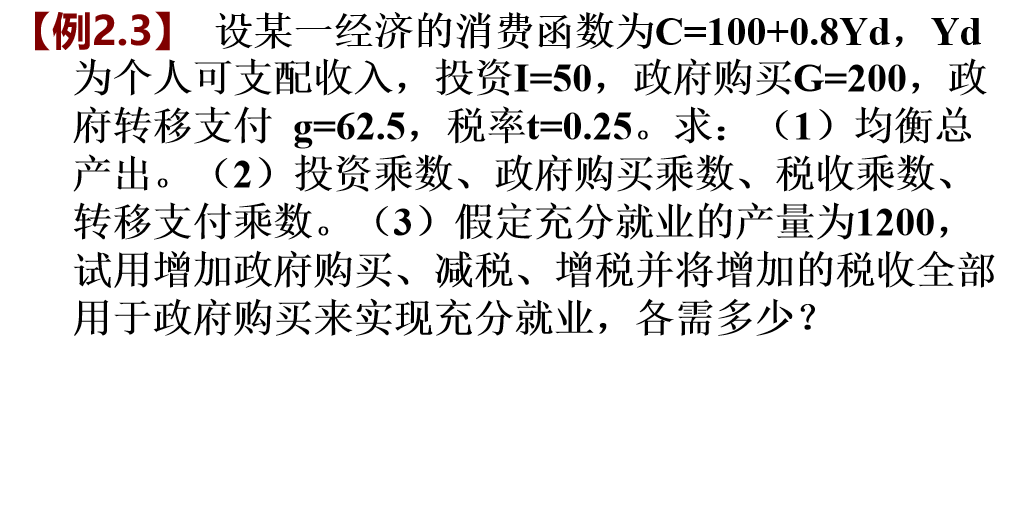 【例2.3】 设某一经济的消费函数为C=100+0.8Yd，Yd
为个人可支配收入，投资I=50，政府购买G=200，政
府转移支付 g=62.5，税率t=0.25。求：（1）均衡总
产出。（2）投资乘数、政府购买乘数、税收乘数、
转移支付乘数。（3）假定充分就业的产量为1200，
试用增加政府购买、减税、增税并将增加的税收全部
用于政府购买来实现充分就业，各需多少？